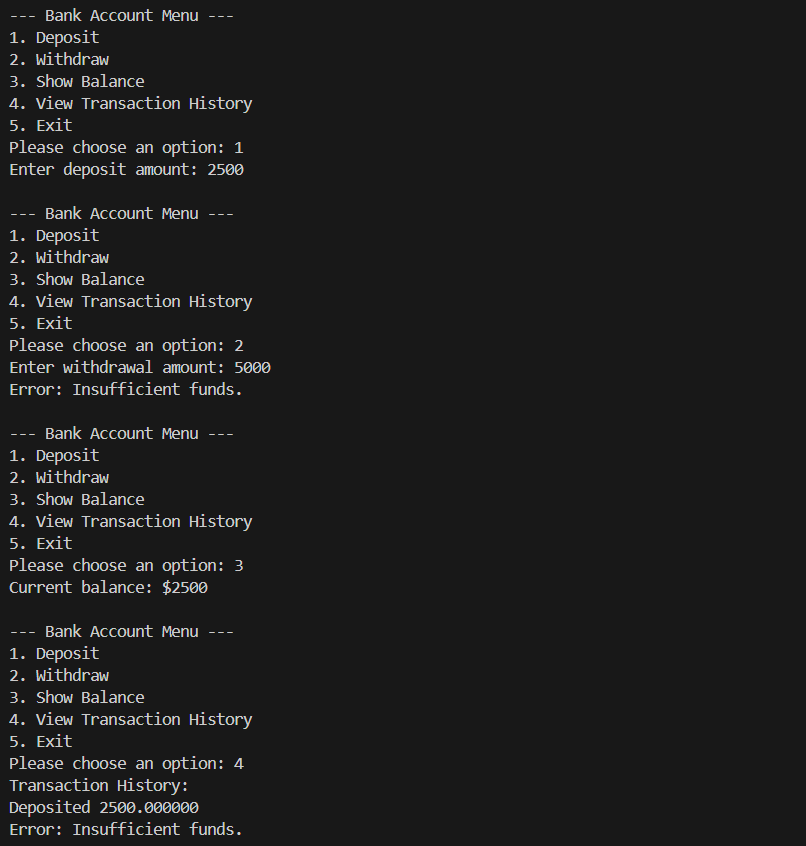 --- Bank Account Menu ---
1. Deposit
2. Withdraw
3. Show Balance
4. View Transaction History
5. Exit
Please choose an option: 1
Enter deposit amount: 2500

--- Bank Account Menu ---
1. Deposit
2. Withdraw
3. Show Balance
4. View Transaction History
5. Exit
Please choose an option: 2
Enter withdrawal amount: 5000
Error: Insufficient funds.

--- Bank Account Menu ---
1. Deposit
2. Withdraw
3. Show Balance
4. View Transaction History
5. Exit
Please choose an option: 3
Current balance: $2500

--- Bank Account Menu ---
1. Deposit
2. Withdraw
3. Show Balance
4. View Transaction History
5. Exit
Please choose an option: 4
Transaction History:
Deposited 2500.000000
Error: Insufficient funds.